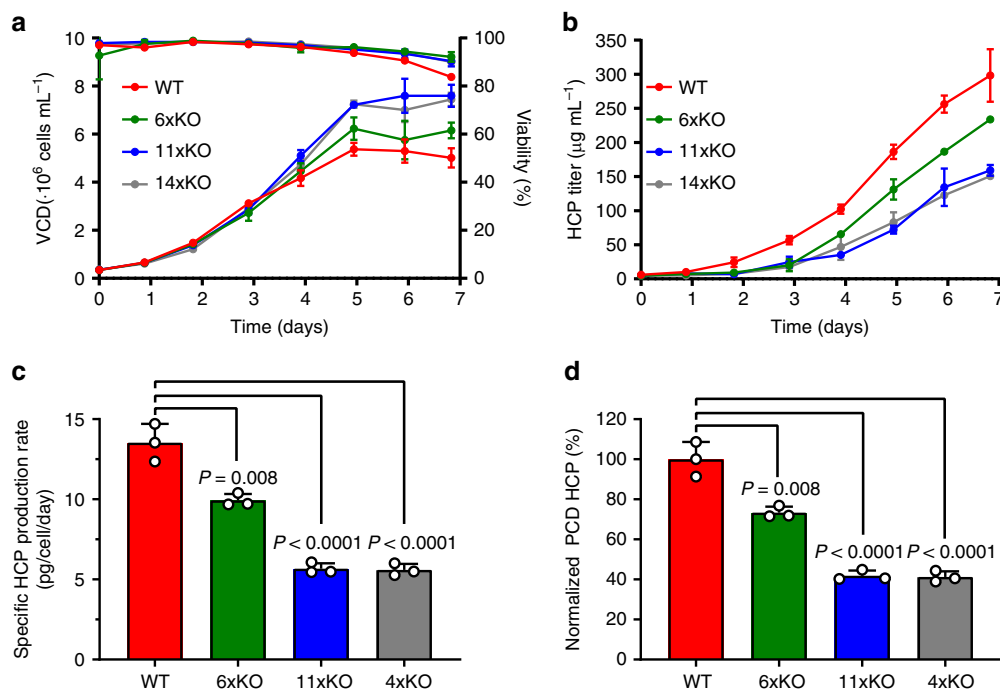 a
VCD(· 10⁶ cells mL⁻¹)
10
8
6
4
2
0
100
80
60
40
20
0
Viability (%)
WT
6xKO
11xKO
14xKO
0 1 2 3 4 5 6 7
Time (days)
b
HCP titer (µg mL⁻¹)
350
300
250
200
150
100
50
0
WT
6xKO
11xKO
14xKO
0 1 2 3 4 5 6 7
Time (days)
c
Specific HCP production rate
(pg/cell/day)
15
10
5
0
P = 0.008
P < 0.0001 P < 0.0001
WT 6xKO 11xKO 4xKO
d
Normalized PCD HCP (%)
120
100
80
60
40
20
0
P = 0.008
P < 0.0001 P < 0.0001
WT 6xKO 11xKO 4xKO